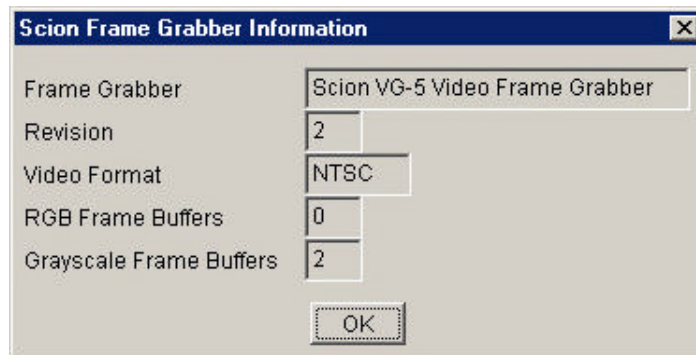 Scion Frame Grabber Information
Frame Grabber Scion VG-5 Video Frame Grabber
Revision 2
Video Format NTSC
RGB Frame Buffers 0
Grayscale Frame Buffers 2
OK